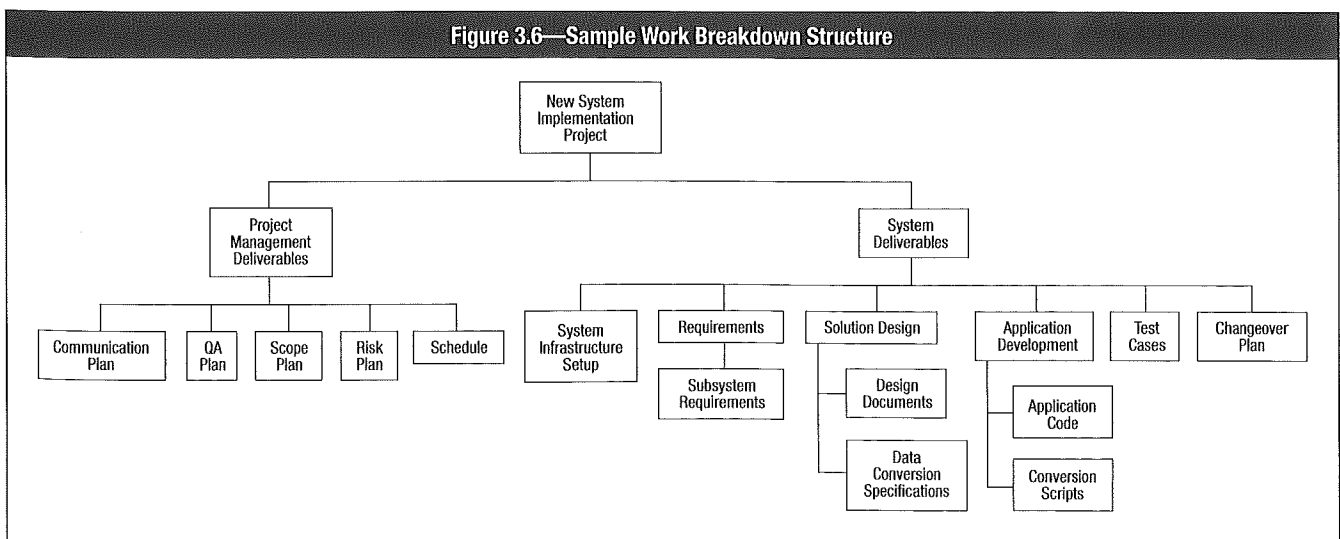 Figure 3.6—Sample Work Breakdown Structure
New System
Implementation
Project
Project
Management
Deliverables
System
Deliverables
Communication
Plan
QA
Plan
Scope
Plan
Risk
Plan
Schedule
System
Infrastructure
Setup
Requirements
Subsystem
Requirements
Solution Design
Design
Documents
Data
Conversion
Specifications
Application
Development
Application
Code
Conversion
Scripts
Test
Cases
Changeover
Plan